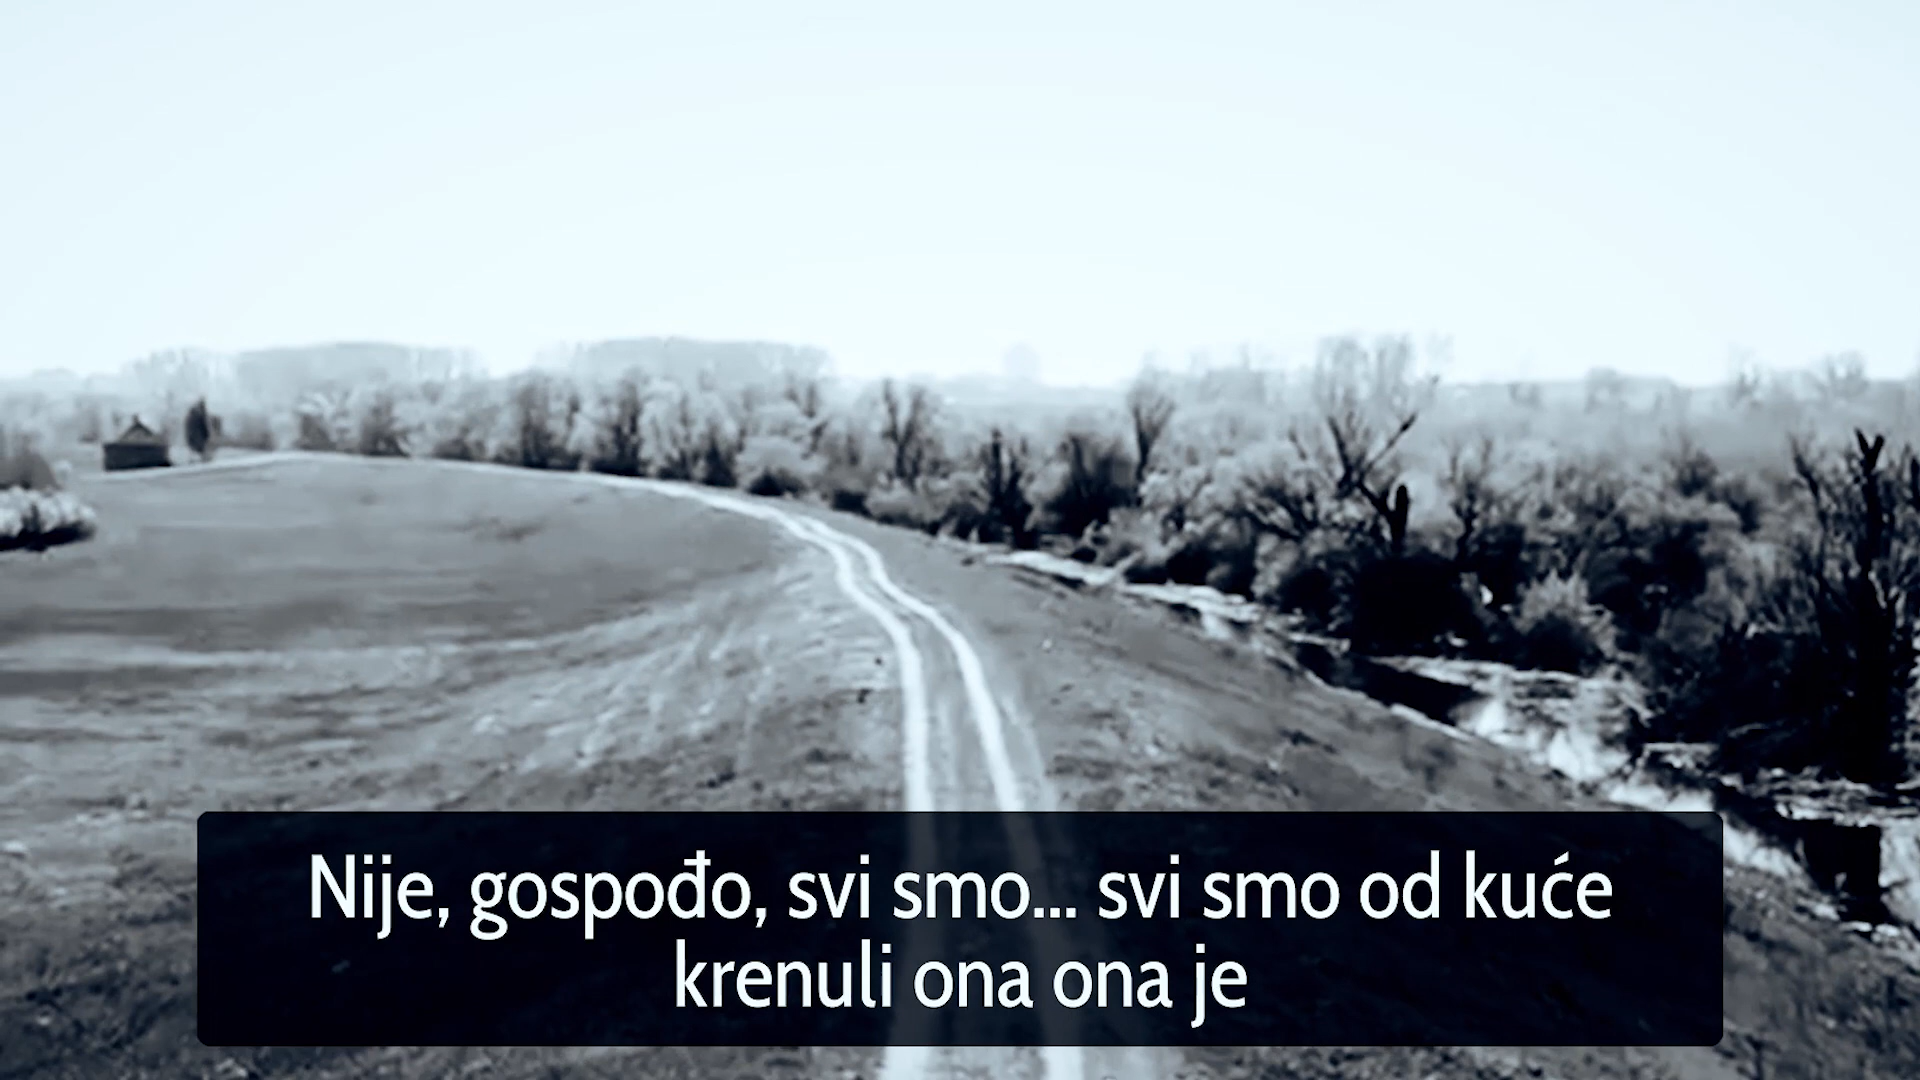 Nije, gospođo, svi smo... svi smo od kuće
krenuli ona ona je